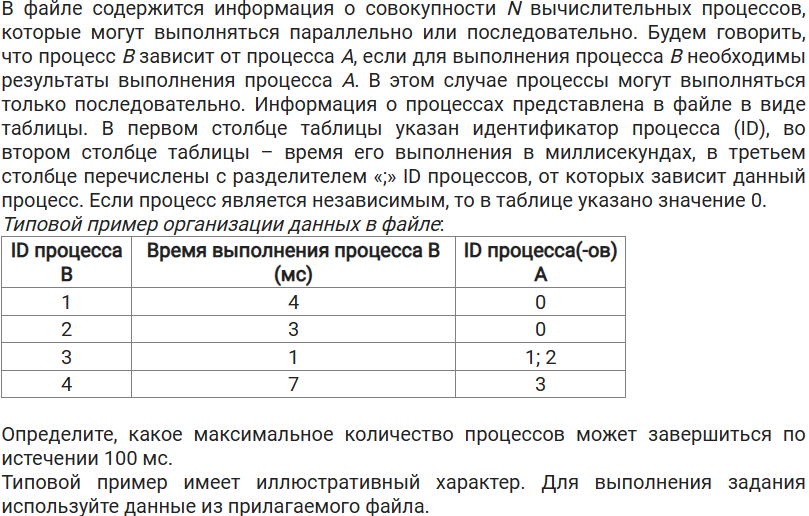 В файле содержится информация о совокупности N вычислительных процессов,
которые могут выполняться параллельно или последовательно. Будем говорить,
что процесс B зависит от процесса A, если для выполнения процесса B необходимы
результаты выполнения процесса A. В этом случае процессы могут выполняться
только последовательно. Информация о процессах представлена в файле в виде
таблицы. В первом столбце таблицы указан идентификатор процесса (ID), во
втором столбце таблицы – время его выполнения в миллисекундах, в третьем
столбце перечислены с разделителем «;» ID процессов, от которых зависит данный
процесс. Если процесс является независимым, то в таблице указано значение 0.
Типовой пример организации данных в файле:
ID процесса B | Время выполнения процесса B (мс) | ID процесса(-ов) A
1 | 4 | 0
2 | 3 | 0
3 | 1 | 1; 2
4 | 7 | 3
Определите, какое максимальное количество процессов может завершиться по
истечении 100 мс.
Типовой пример имеет иллюстративный характер. Для выполнения задания
используйте данные из прилагаемого файла.